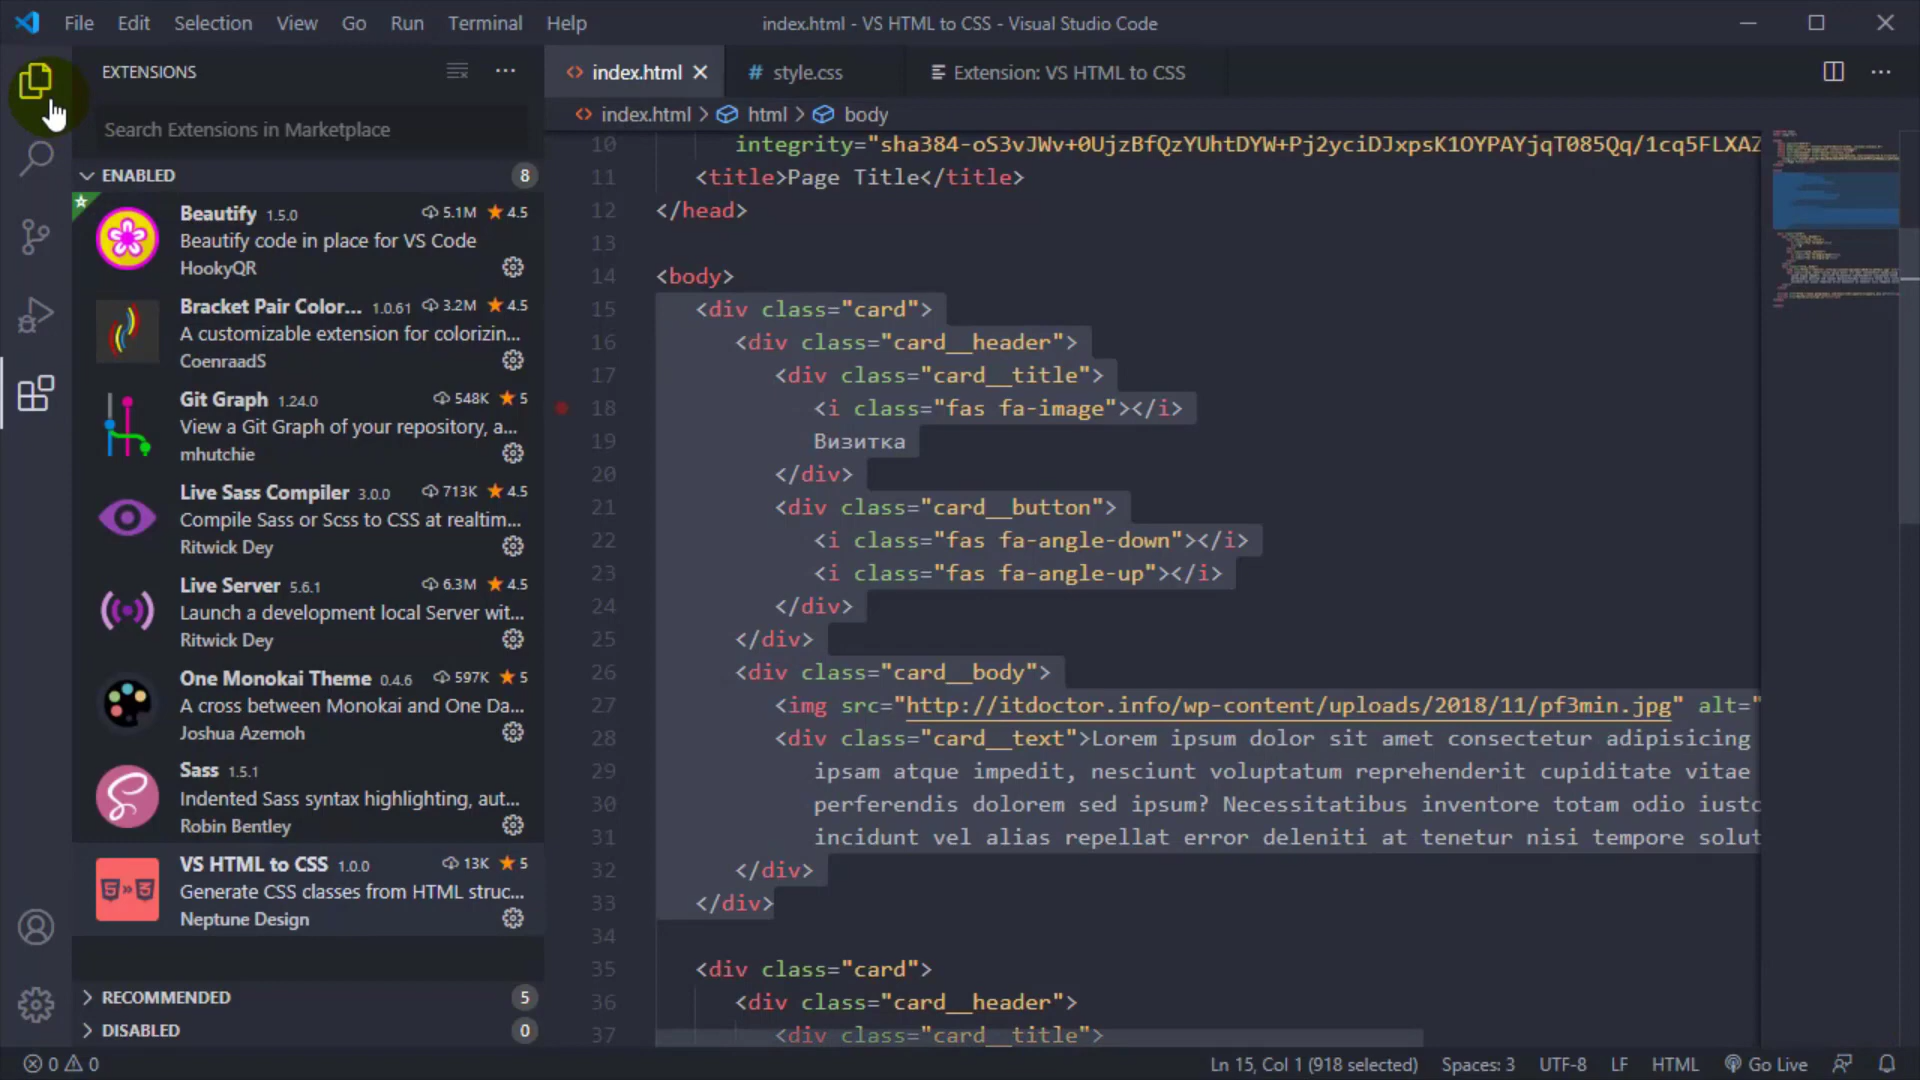 File Edit Selection View Go Run Terminal Help index.html - VS HTML to CSS - Visual Studio Code
EXTENSIONS
Search Extensions in Marketplace
ENABLED 8
Beautify 1.5.0 5.1M 4.5
Beautify code in place for VS Code
HookyQR
Bracket Pair Color... 1.0.61 3.2M 4.5
A customizable extension for colorizin...
CoenraadS
Git Graph 1.24.0 548K 5
View a Git Graph of your repository, a...
mhutchie
Live Sass Compiler 3.0.0 713K 4.5
Compile Sass or Scss to CSS at realtim...
Ritwick Dey
Live Server 5.6.1 6.3M 4.5
Launch a development local Server wit...
Ritwick Dey
One Monokai Theme 0.4.6 597K 5
A cross between Monokai and One Da...
Joshua Azemoh
Sass 1.5.1
Indented Sass syntax highlighting, aut...
Robin Bentley
VS HTML to CSS 1.0.0 13K 5
Generate CSS classes from HTML struc...
Neptune Design
RECOMMENDED 5
DISABLED 0
index.html # style.css Extension: VS HTML to CSS
index.html > html > body
10 integrity="sha384-oS3vJWv+0UjzBfQzYUhtDYW+Pj2yciDJxpsK1OYPAYjqT085Qq/1cq5FLXAZ
11 <title>Page Title</title>
12 </head>
13
14 <body>
15 <div class="card">
16 <div class="card__header">
17 <div class="card__title">
18 <i class="fas fa-image"></i>
19 Визитка
20 </div>
21 <div class="card__button">
22 <i class="fas fa-angle-down"></i>
23 <i class="fas fa-angle-up"></i>
24 </div>
25 </div>
26 <div class="card__body">
27 <img src="http://itdoctor.info/wp-content/uploads/2018/11/pf3min.jpg" alt="
28 <div class="card__text">Lorem ipsum dolor sit amet consectetur adipisicing
29 ipsam atque impedit, nesciunt voluptatum reprehenderit cupiditate vitae
30 perferendis dolorem sed ipsum? Necessitatibus inventore totam odio iusto
31 incidunt vel alias repellat error deleniti at tenetur nisi tempore solut
32 </div>
33 </div>
34
35 <div class="card">
36 <div class="card__header">
37 <div class="card__title">
0 0 Ln 15, Col 1 (918 selected) Spaces: 3 UTF-8 LF HTML Go Live